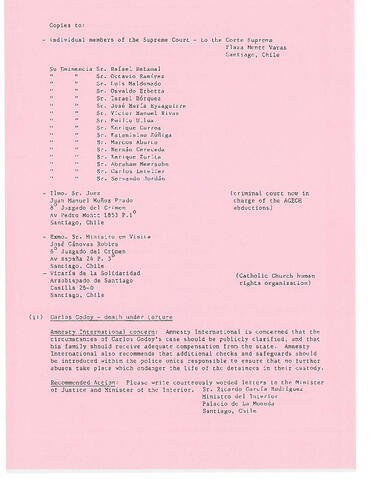 Copies to:
- individual members of the Supreme Court - to the Corte Suprema
Plaza Montt Varas
Santiago, Chile
Su Eminencia Sr. Rafael Retamal
" " Sr. Octavio Ramírez
" " Sr. Luis Maldonado
" " Sr. Osvaldo Erbetta
" " Sr. Israel Bórquez
" " Sr. José María Eyzaguirre
" " Sr. Víctor Manuel Rivas
" " Sr. Emilio Ulloa
" " Sr. Enrique Correa
" " Sr. Estanislao Zúñiga
" " Sr. Marcos Aburto
" " Sr. Hernán Cereceda
" " Sr. Enrique Zurita
" " Sr. Abraham Meersohn
" " Sr. Carlos Letelier
" " Sr. Servando Jordán
- Ilmo. Sr. Juez (criminal court now in
Juan Manuel Muñoz Prado charge of the AGECH
8° Juzgado del Crimen abductions)
Av Pedro Montt 1853 P.1°
Santiago, Chile
- Exmo. Sr. Ministro en Visita
José Cánovas Robles
6° Juzgado del Crimen
Av España 24 P. 3°
Santiago, Chile
- Vicaría de la Solidaridad (Catholic Church human
Arzobispado de Santiago rights organization)
Casilla 26-D
Santiago, Chile
Carlos Godoy - death under torture
Amnesty International concern: Amnesty International is concerned that the
circumstances of Carlos Godoy's case should be publicly clarified, and that
his family should receive adequate compensation from the state. Amnesty
International also recommends that additional checks and safeguards should
be introduced within the police units responsible to ensure that no further
abuses take place which endanger the life of the detainees in their custody.
Recommended Action: Please write courteously worded letters to the Minister
of Justice and Minister of the Interior. Sr. Ricardo García Rodríguez
Ministro del Interior
Palacio de La Moneda
Santiago, Chile